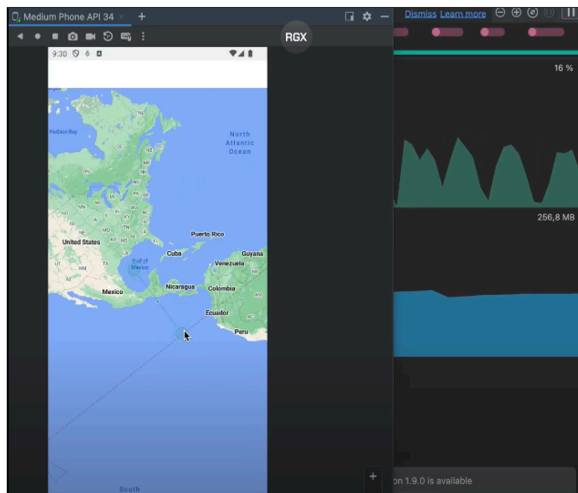 Medium Phone API 34
Dismiss Learn more
RGX
9:30
16 %
Hudson Bay
North
Atlantic
Ocean
256,8 MB
United States
Gulf of
Mexico
Mexico
Cuba
Puerto Rico
Nicaragua
Venezuela
Guyana
Colombia
Ecuador
Peru
South
on 1.9.0 is available